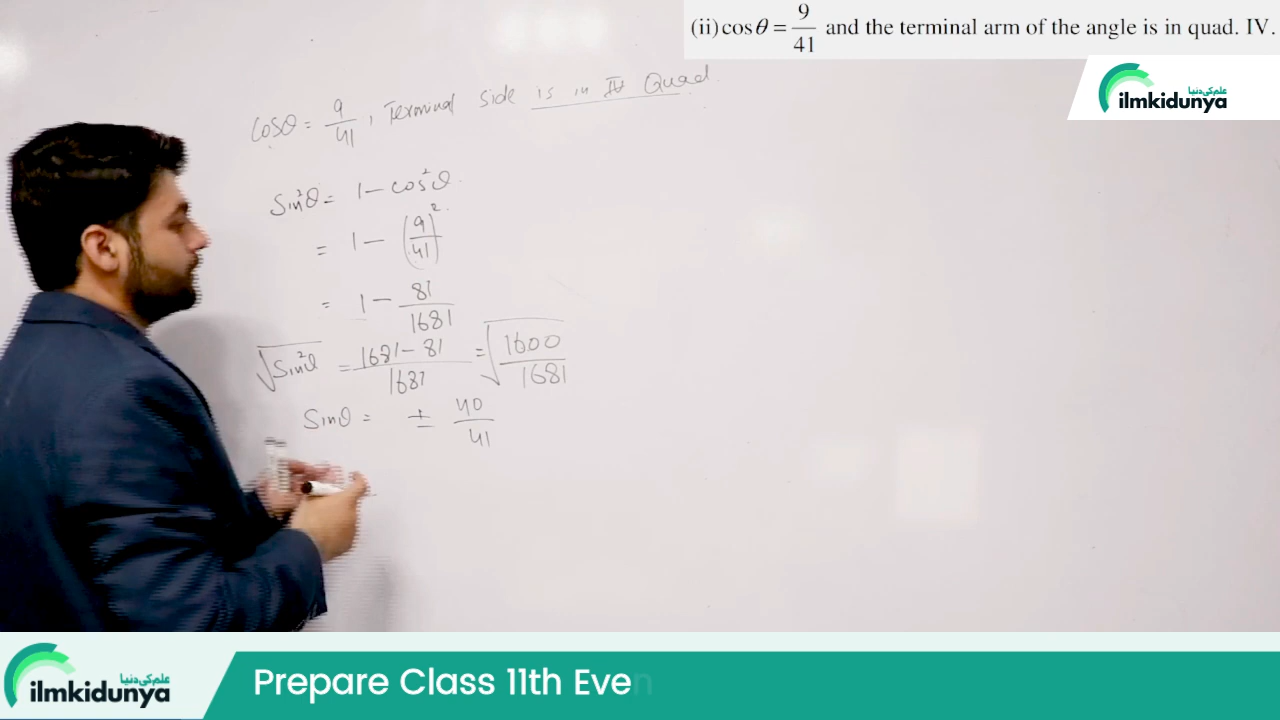 (ii) cos θ = 9/41 and the terminal arm of the angle is in quad. IV.
علم کی دنیا
ilmkidunya
cosθ = 9/41, Terminal side is in IV Quad.
Sin²θ = 1 - cos²θ
= 1 - (9/41)²
= 1 - 81/1681
√Sin²θ = 1681 - 81/1681 = √1600/1681
Sinθ = ± 40/41
علم کی دنیا
ilmkidunya
Prepare Class 11th Even